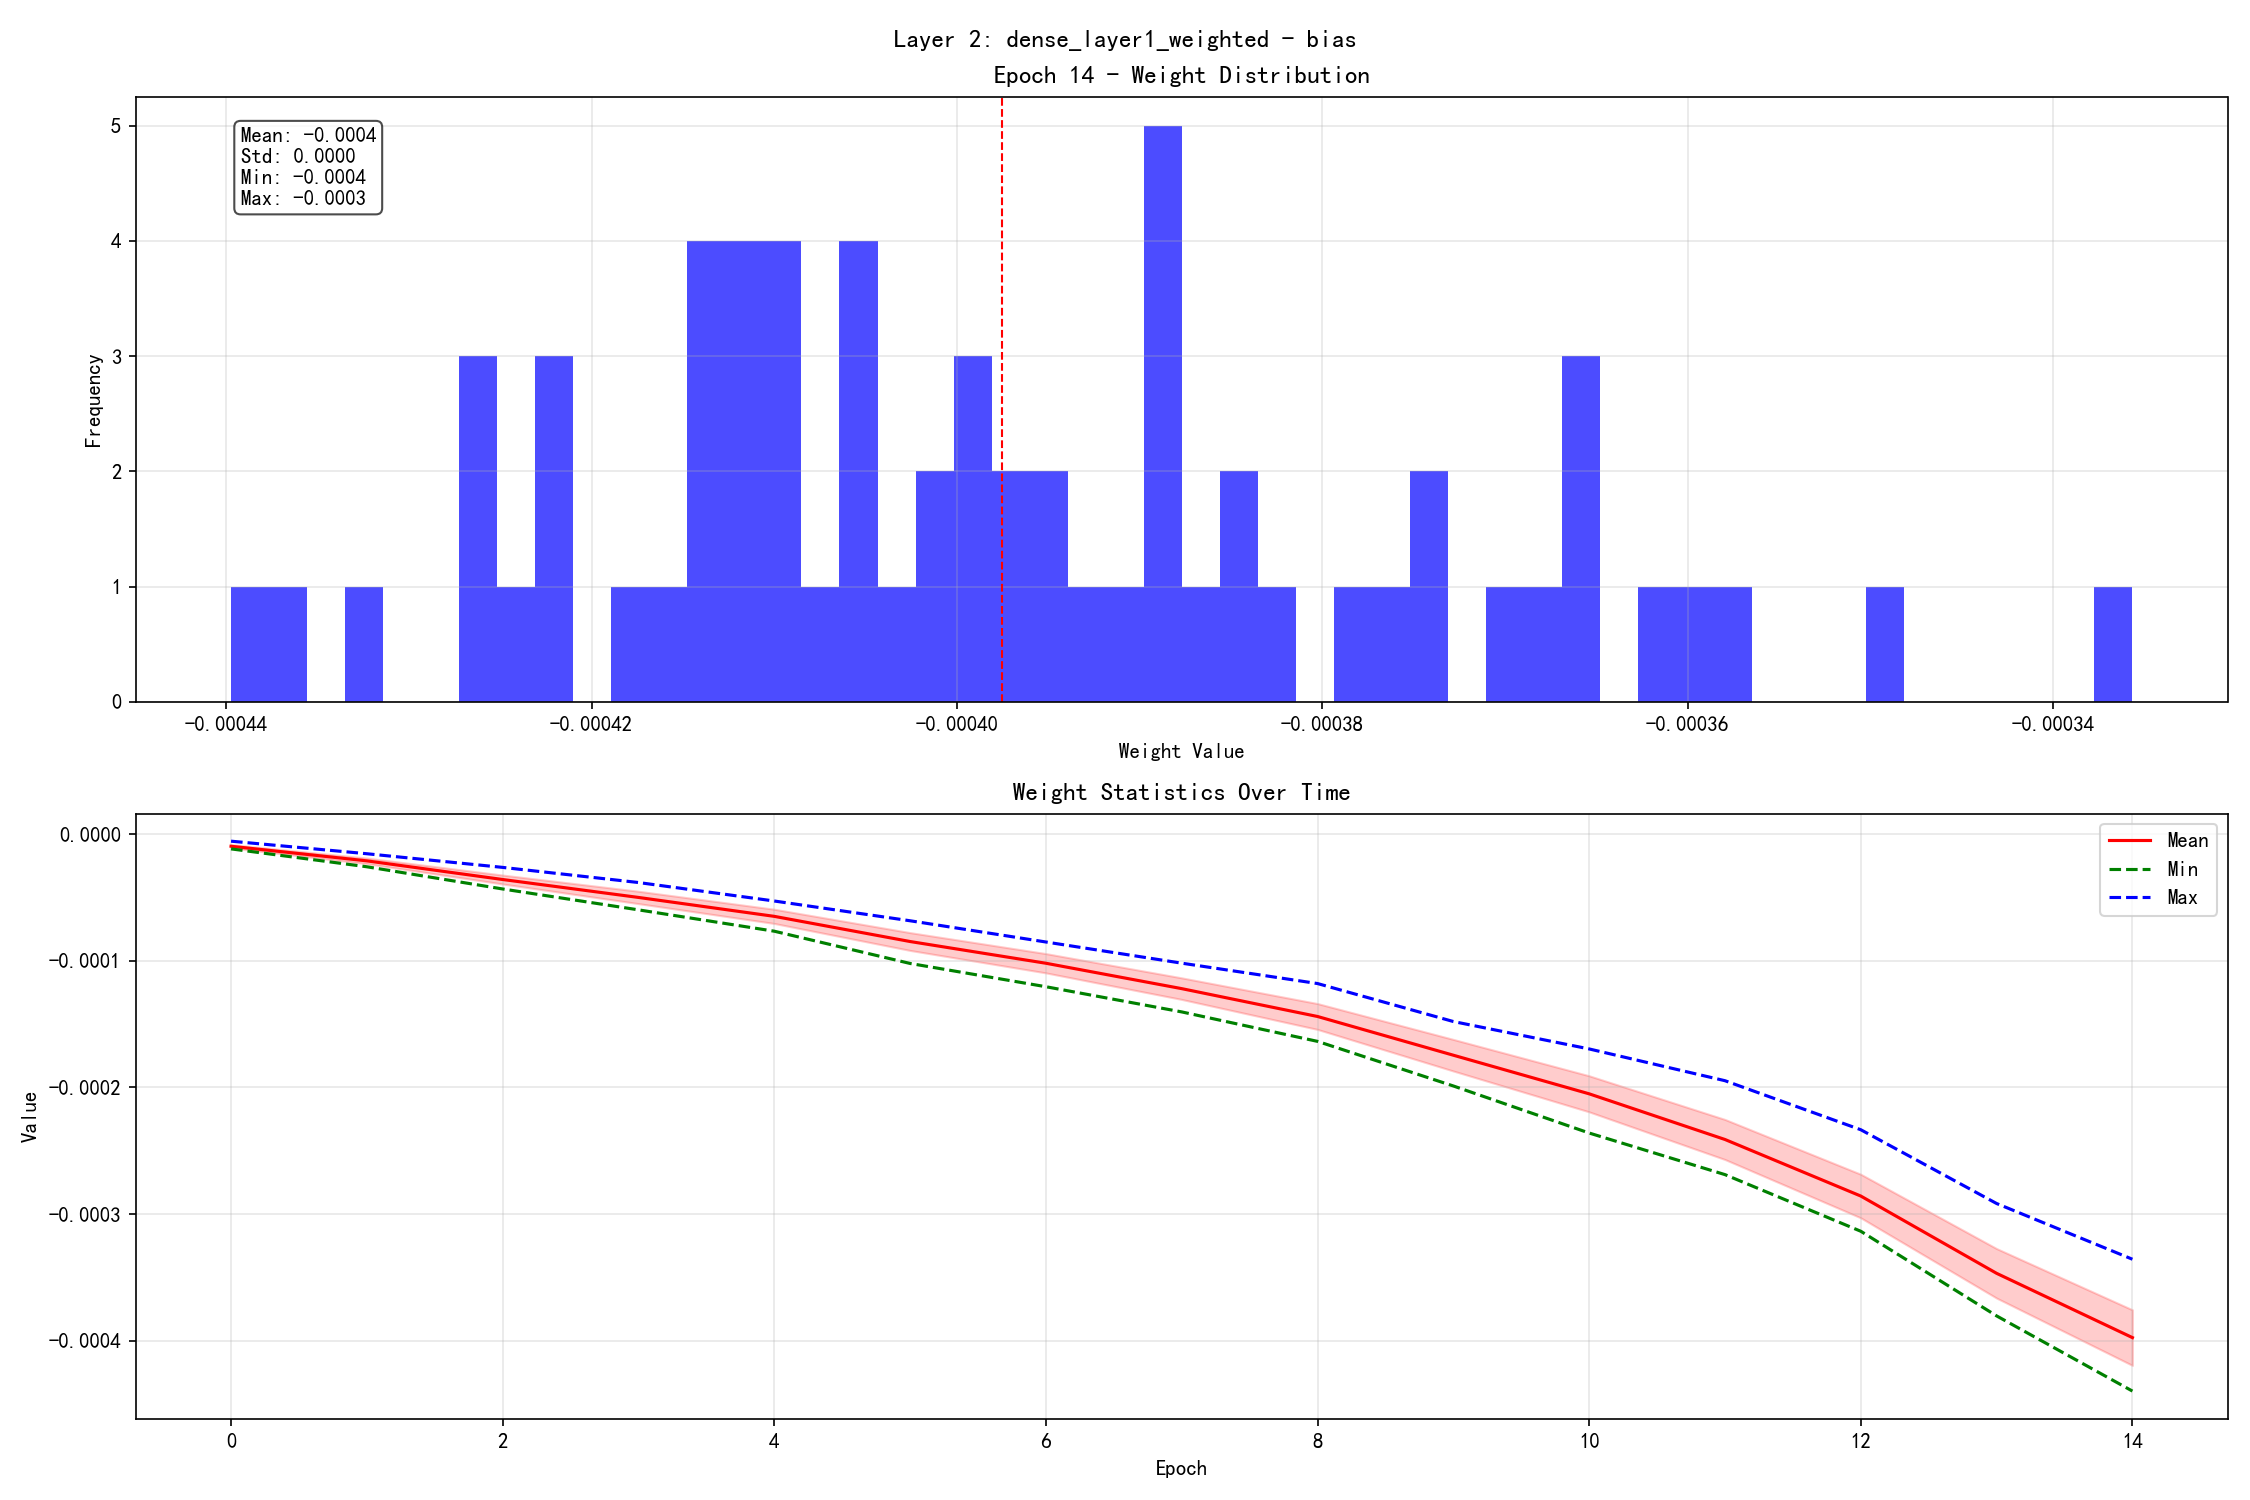 Layer 2: dense_layer1_weighted - bias
Epoch 14 - Weight Distribution
Mean: -0.0004
Std: 0.0000
Min: -0.0004
Max: -0.0003
5
4
3
2
1
0
Frequency
-0.00044 -0.00042 -0.00040 -0.00038 -0.00036 -0.00034
Weight Value
Weight Statistics Over Time
Mean
Min
Max
0.0000
-0.0001
-0.0002
-0.0003
-0.0004
Value
0 2 4 6 8 10 12 14
Epoch